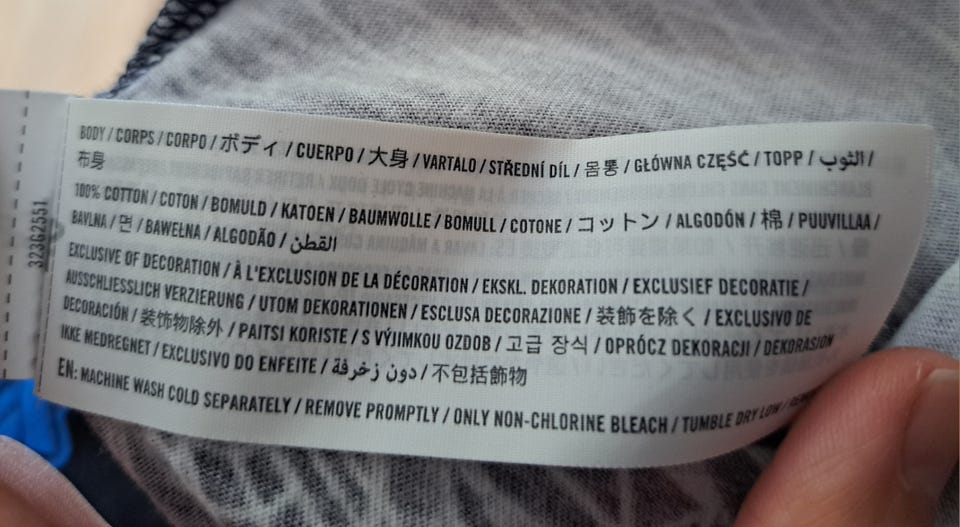 BODY / CORPS / CORPO / ボディ / CUERPO / 大身 / VARTALO / STŘEDNÍ DÍL / 몸통 / GŁÓWNA CZĘŚĆ / TOPP / الثوب /
布身
100% COTTON / COTON / BOMULD / KATOEN / BAUMWOLLE / BOMULL / COTONE / コットン / ALGODÓN / 棉 / PUUVILLAA /
BAVLNA / 면 / BAWEŁNA / ALGODÃO / القطن
EXCLUSIVE OF DECORATION / À L'EXCLUSION DE LA DÉCORATION / EKSKL. DEKORATION / EXCLUSIEF DECORATIE /
AUSSCHLIESSLICH VERZIERUNG / UTOM DEKORATIONEN / ESCLUSA DECORAZIONE / 装飾を除く / EXCLUSIVO DE
DECORACIÓN / 装饰物除外 / PAITSI KORISTE / S VÝJIMKOU OZDOB / 고급 장식 / OPRÓCZ DEKORACJI / DEKORASJON
IKKE MEDREGNET / EXCLUSIVO DO ENFEITE / دون زخرفة / 不包括飾物
EN: MACHINE WASH COLD SEPARATELY / REMOVE PROMPTLY / ONLY NON-CHLORINE BLEACH / TUMBLE DRY LOW /
32362551